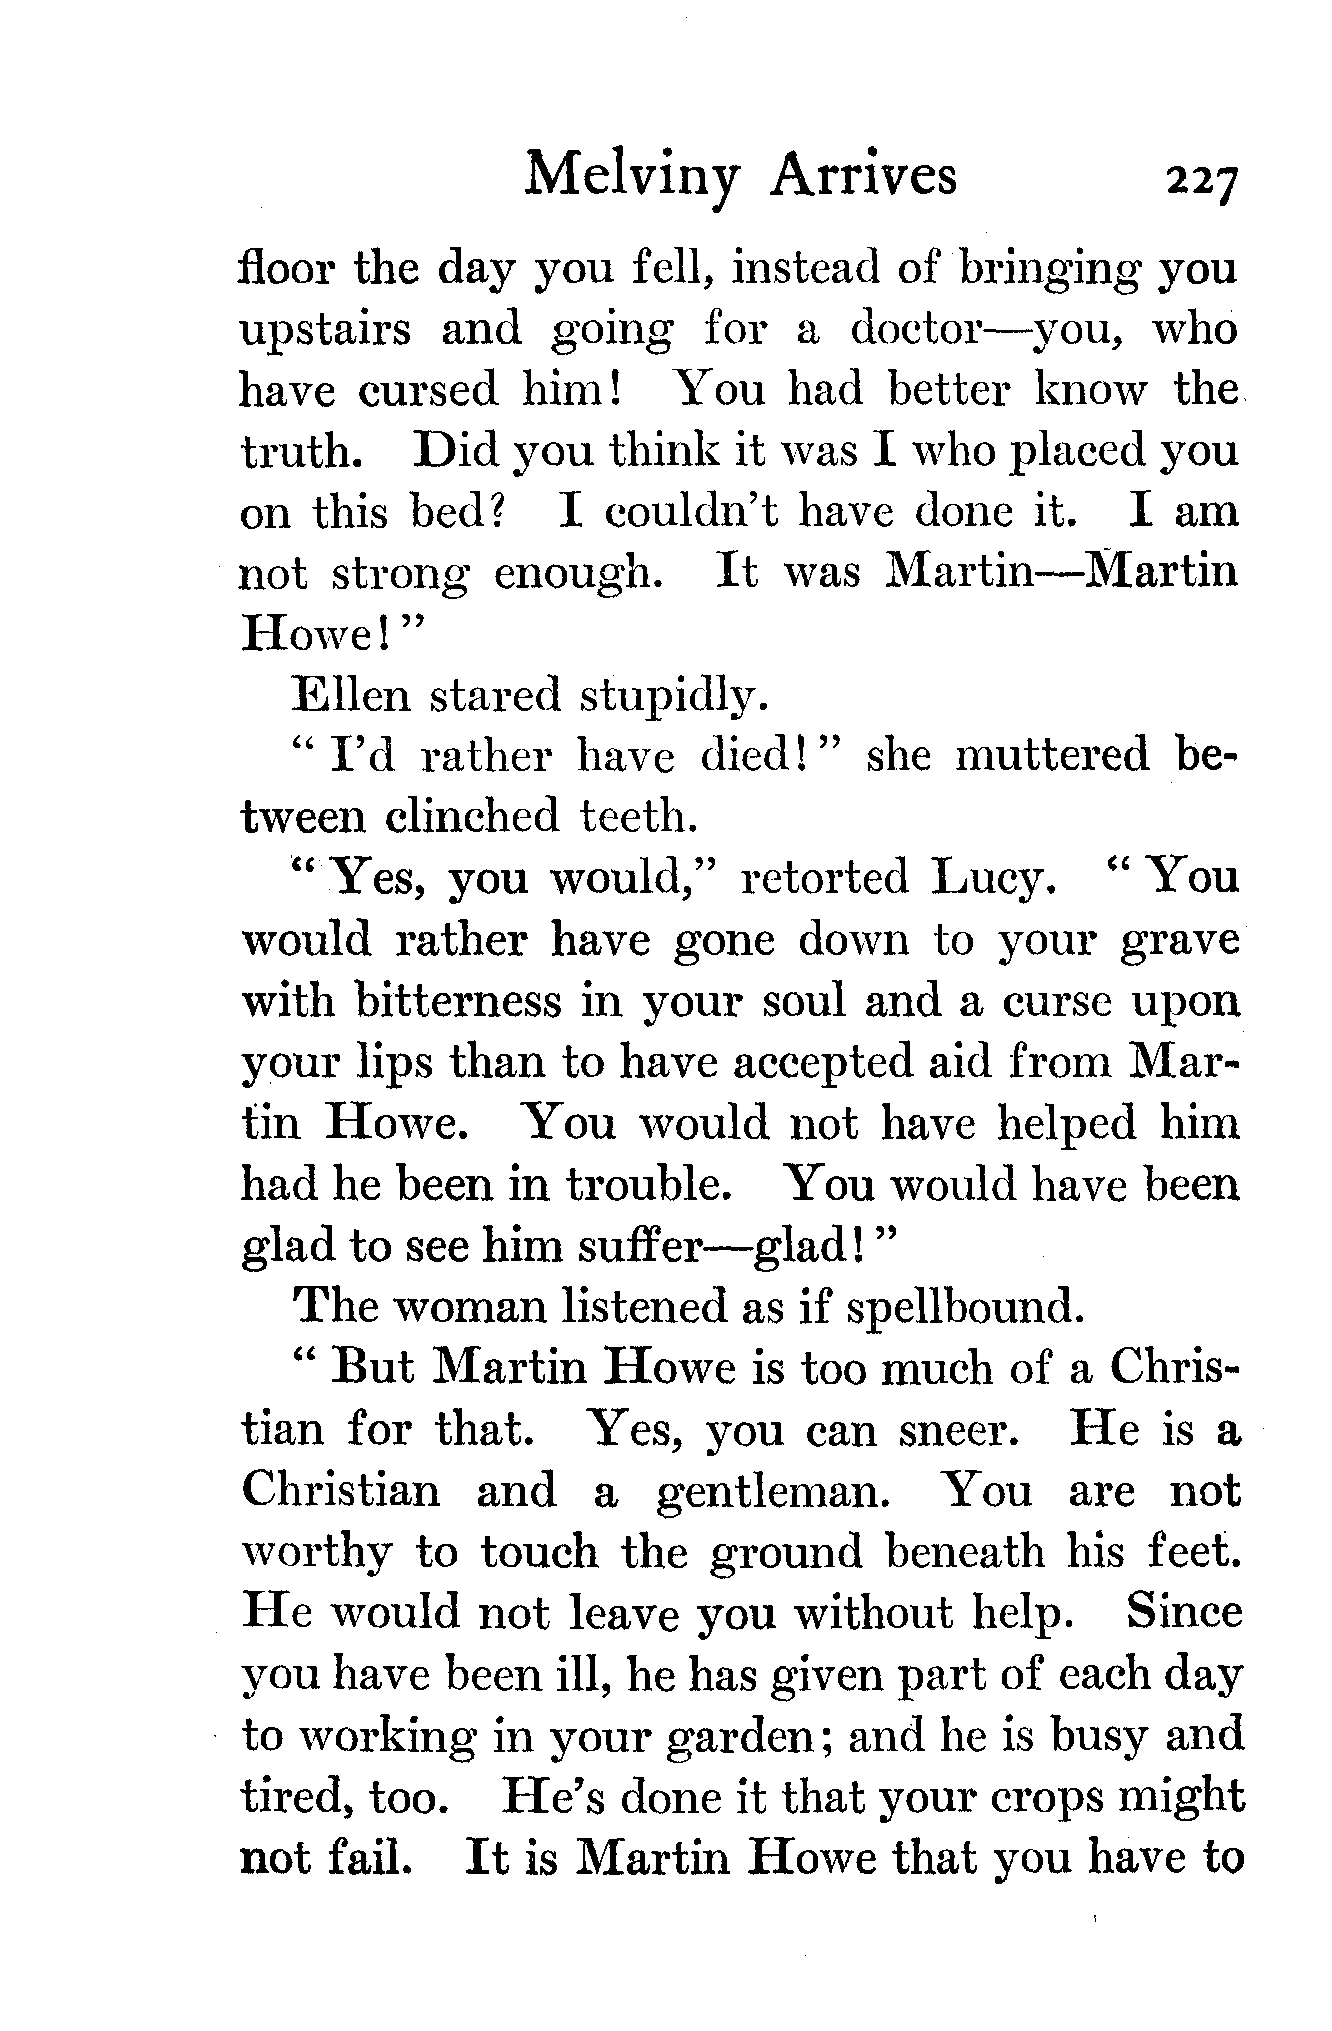 Melviny Arrives 227
floor the day you fell, instead of bringing you
upstairs and going for a doctor—you, who
have cursed him! You had better know the
truth. Did you think it was I who placed you
on this bed? I couldn't have done it. I am
not strong enough. It was Martin—Martin
Howe!"
Ellen stared stupidly.
"I'd rather have died!" she muttered be-
tween clinched teeth.
"Yes, you would," retorted Lucy. "You
would rather have gone down to your grave
with bitterness in your soul and a curse upon
your lips than to have accepted aid from Mar-
tin Howe. You would not have helped him
had he been in trouble. You would have been
glad to see him suffer—glad!"
The woman listened as if spellbound.
"But Martin Howe is too much of a Chris-
tian for that. Yes, you can sneer. He is a
Christian and a gentleman. You are not
worthy to touch the ground beneath his feet.
He would not leave you without help. Since
you have been ill, he has given part of each day
to working in your garden; and he is busy and
tired, too. He's done it that your crops might
not fail. It is Martin Howe that you have to